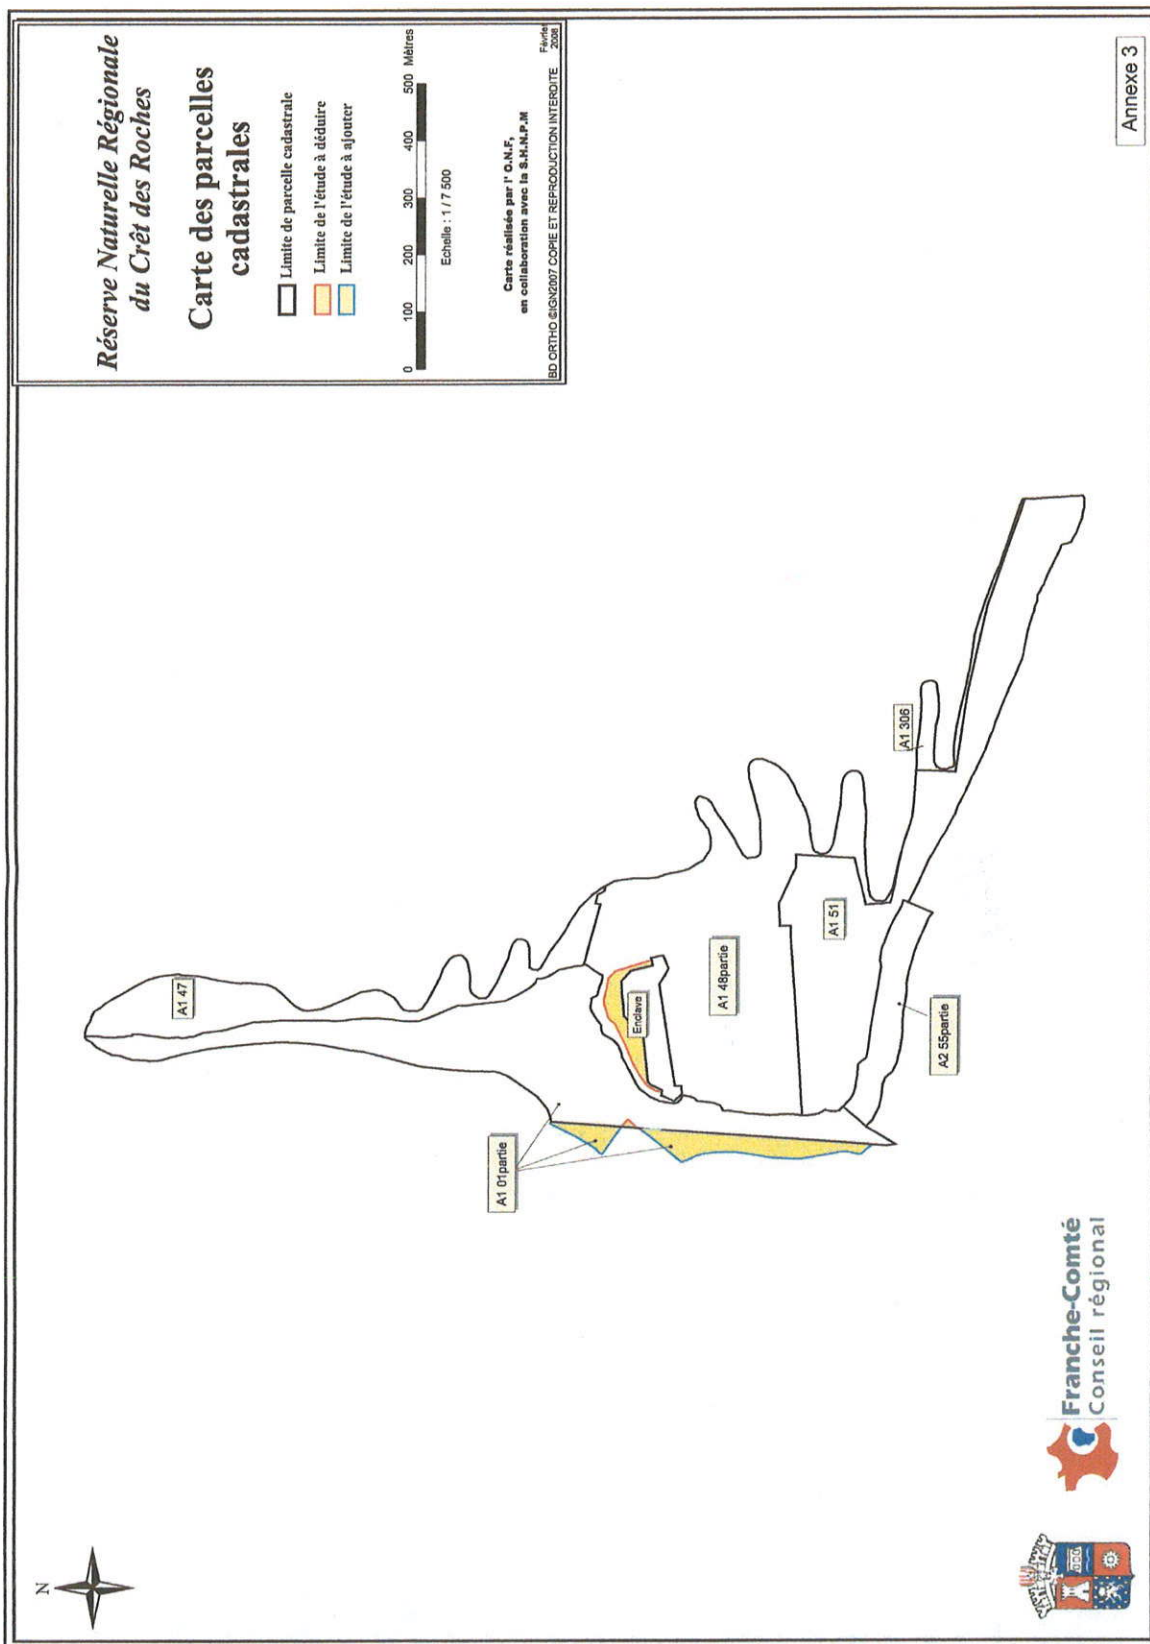 Réserve Naturelle Régionale
du Crêt des Roches
Carte des parcelles
cadastrales
Limite de parcelle cadastrale
Limite de l'étude à déduire
Limite de l'étude à ajouter
0 100 200 300 400 500 Mètres
Echelle : 1 / 7 500
Carte réalisée par l' O.N.F,
en collaboration avec la S.H.N.P.M
BD ORTHO ©IGN2007 COPIE ET REPRODUCTION INTERDITE
Février
2008
N
A1 47
A1 01partie
Enclave
A1 48partie
A1 51
A1 306
A2 55partie
Franche-Comté
Conseil régional
Annexe 3